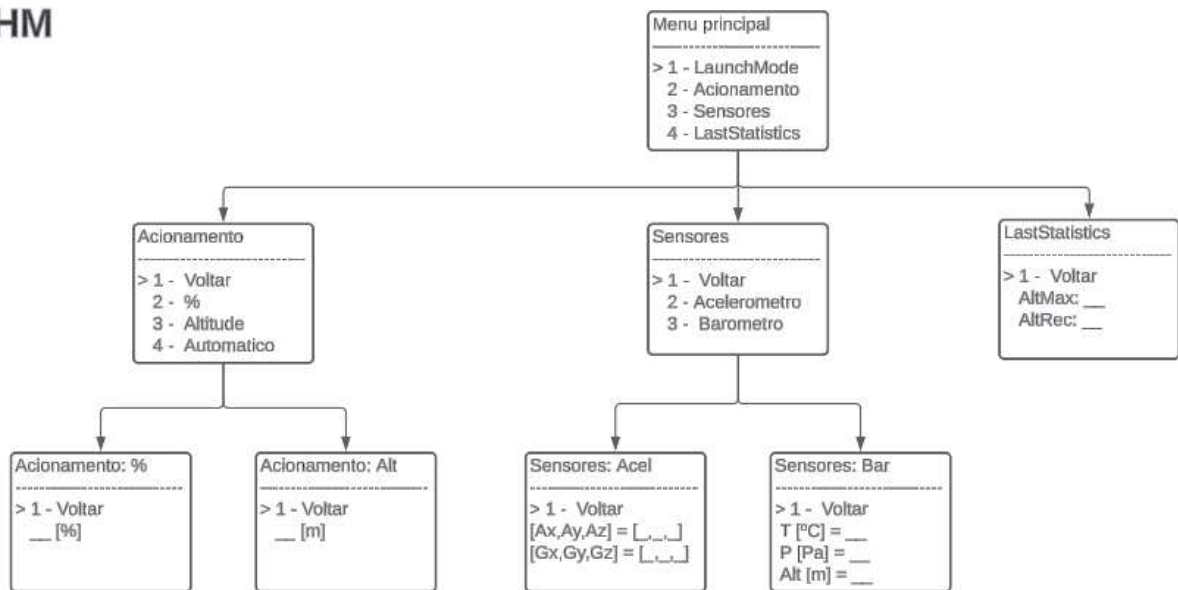 HM
Menu principal
> 1 - LaunchMode
2 - Acionamento
3 - Sensores
4 - LastStatistics
Acionamento
> 1 - Voltar
2 - %
3 - Altitude
4 - Automatico
Sensores
> 1 - Voltar
2 - Acelerometro
3 - Barometro
LastStatistics
> 1 - Voltar
AltMax: __
AltRec: __
Acionamento: %
> 1 - Voltar
__ [%]
Acionamento: Alt
> 1 - Voltar
__ [m]
Sensores: Acel
> 1 - Voltar
[Ax,Ay,Az] = [_,_,_]
[Gx,Gy,Gz] = [_,_,_]
Sensores: Bar
> 1 - Voltar
T [ºC] = __
P [Pa] = __
Alt [m] = __